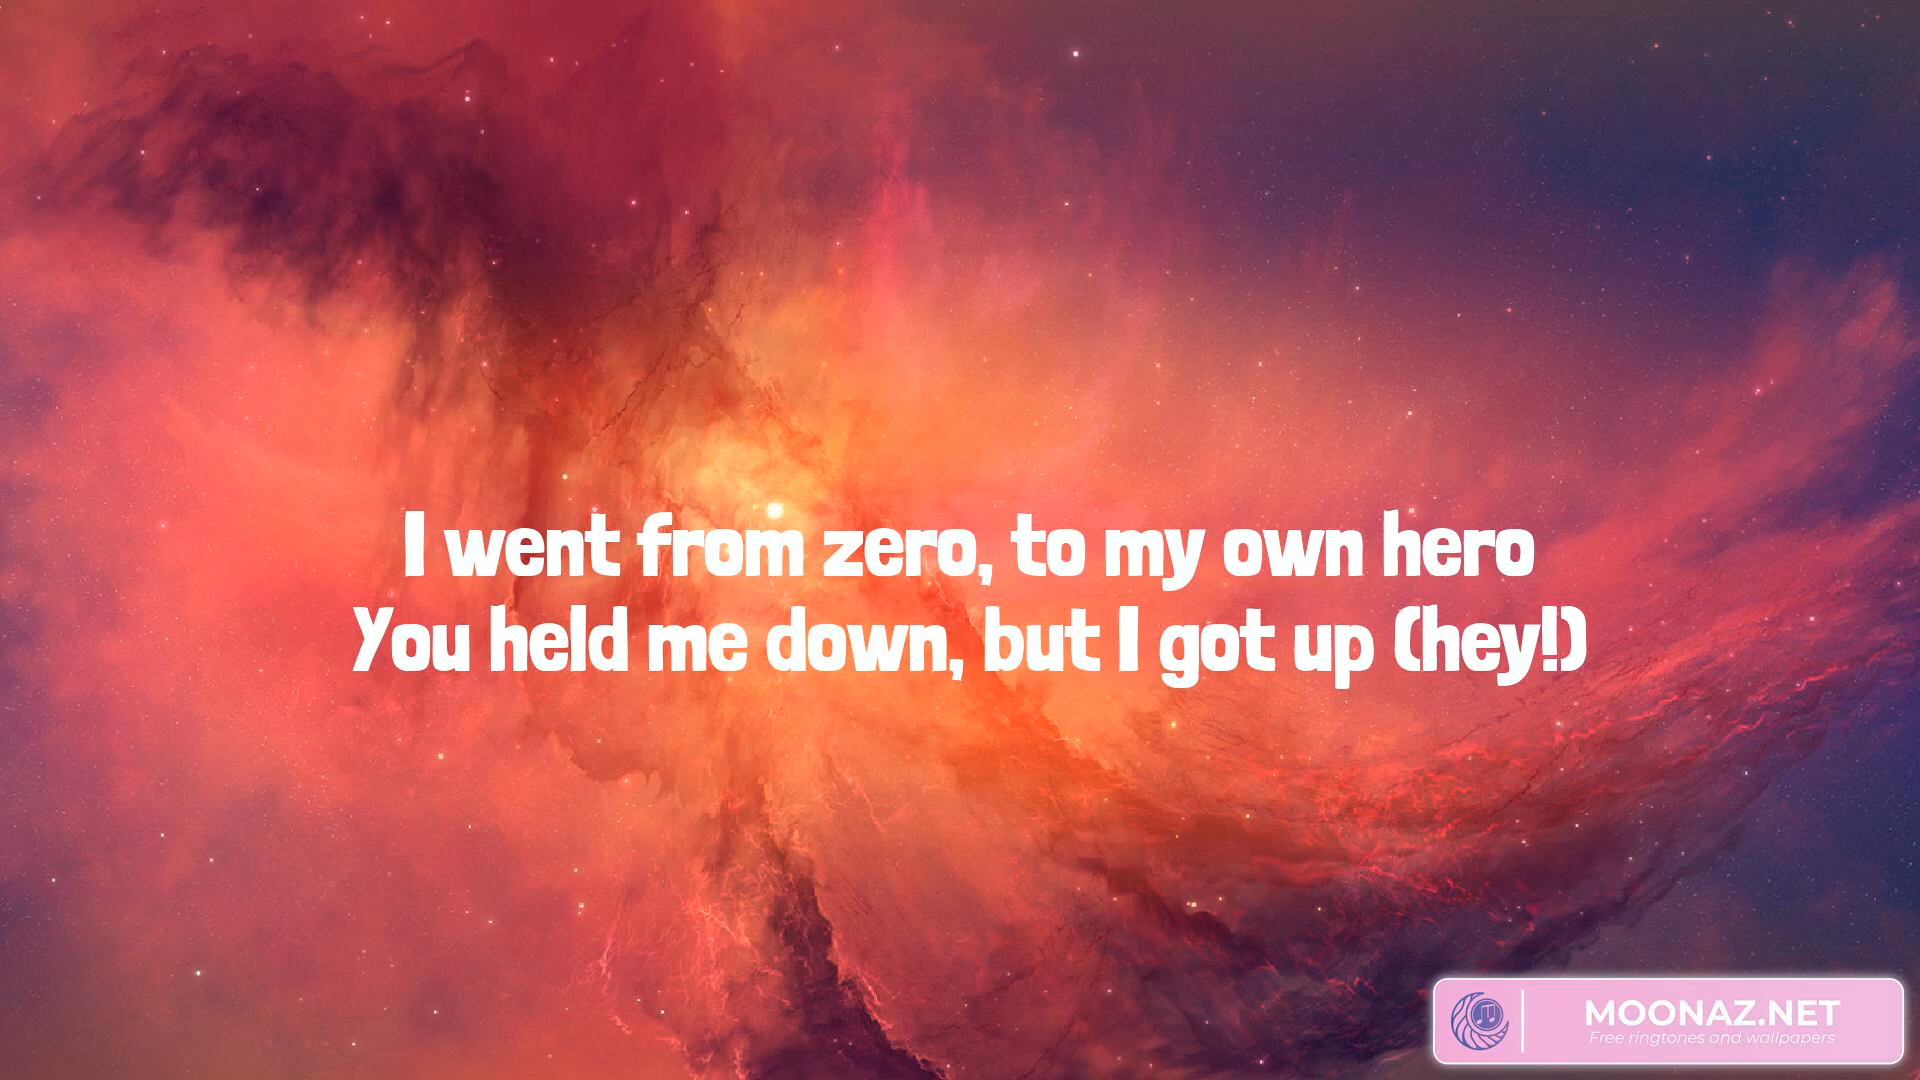 I went from zero, to my own hero
You held me down, but I got up (hey!)
MOONAZ.NET
Free ringtones and wallpapers